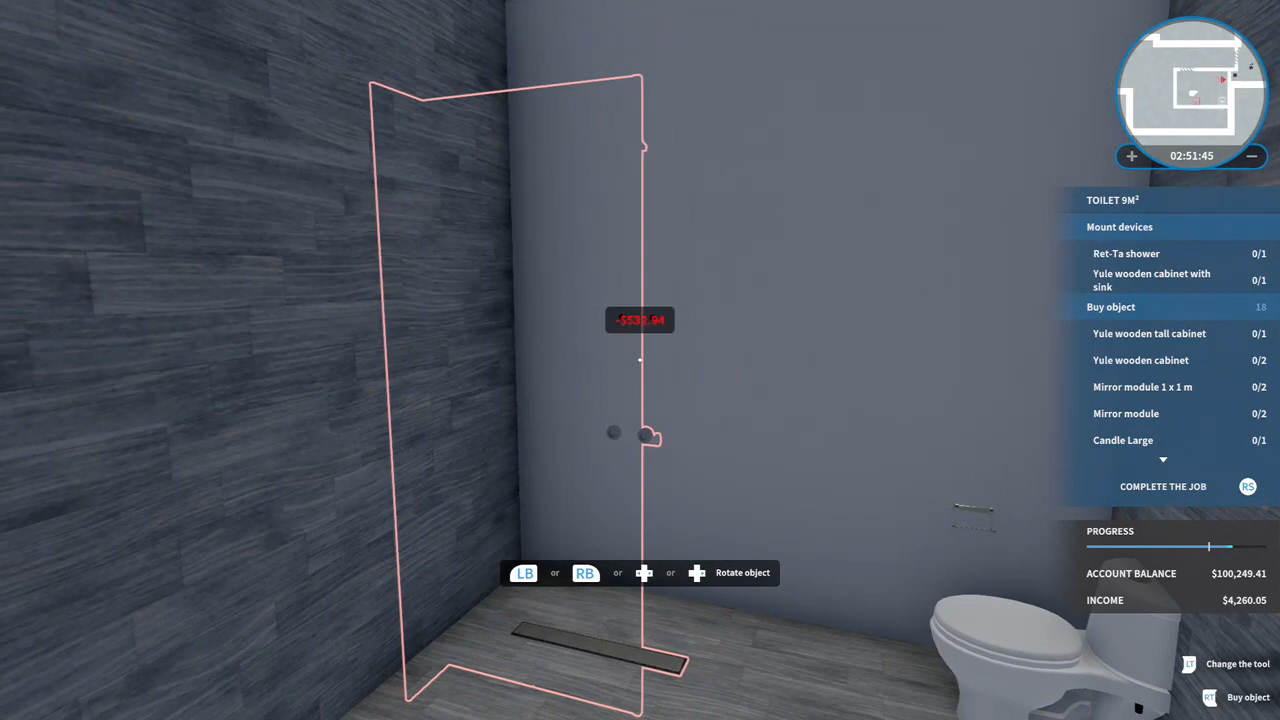 02:51:45
TOILET 9M²
Mount devices
Ret-Ta shower 0/1
Yule wooden cabinet with
sink 0/1
Buy object 18
Yule wooden tall cabinet 0/1
Yule wooden cabinet 0/2
Mirror module 1 x 1 m 0/2
Mirror module 0/2
Candle Large 0/1
COMPLETE THE JOB RS
-$532.94
PROGRESS
LB or RB or or Rotate object
ACCOUNT BALANCE $100,249.41
INCOME $4,260.05
LT Change the tool
RT Buy object